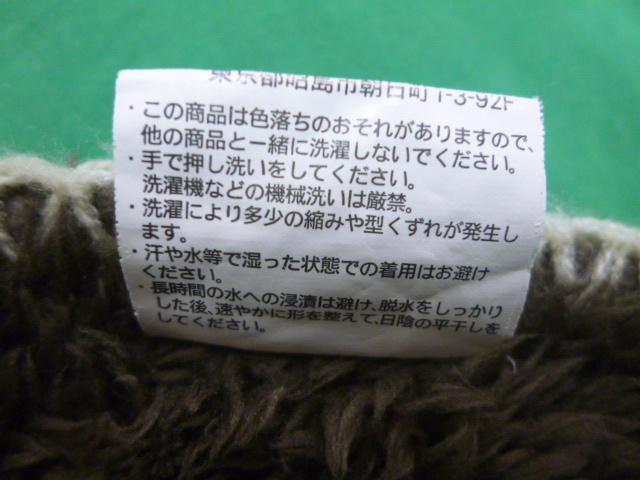 東京都昭島市朝日町1-3-92F
・この商品は色落ちのおそれがありますので、
他の商品と一緒に洗濯しないでください。
・手で押し洗いをしてください。
洗濯機などの機械洗いは厳禁。
・洗濯により多少の縮みや型くずれが発生し
ます。
・汗や水等で湿った状態での着用はお避け
ください。
・長時間の水への浸漬は避け、脱水をしっかり
した後、速やかに形を整えて、日陰の平干しを
してください。